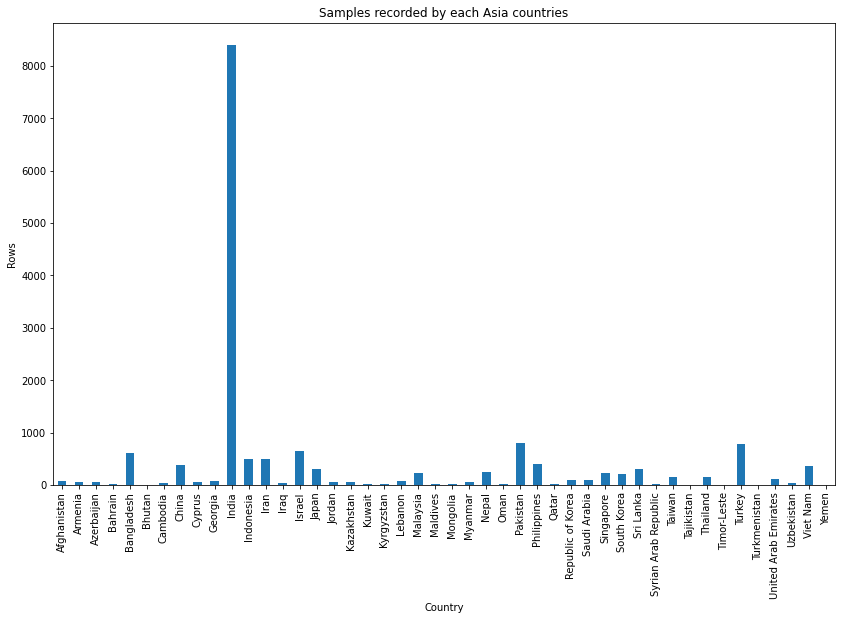 Samples recorded by each Asia countries
8000
7000
6000
5000
4000
3000
2000
1000
0
Rows
Afghanistan
Armenia
Azerbaijan
Bahrain
Bangladesh
Bhutan
Cambodia
China
Cyprus
Georgia
India
Indonesia
Iran
Iraq
Israel
Japan
Jordan
Kazakhstan
Kuwait
Kyrgyzstan
Lebanon
Malaysia
Maldives
Mongolia
Myanmar
Nepal
Oman
Pakistan
Philippines
Qatar
Republic of Korea
Saudi Arabia
Singapore
South Korea
Sri Lanka
Syrian Arab Republic
Taiwan
Tajikistan
Thailand
Timor-Leste
Turkey
Turkmenistan
United Arab Emirates
Uzbekistan
Viet Nam
Yemen
Country